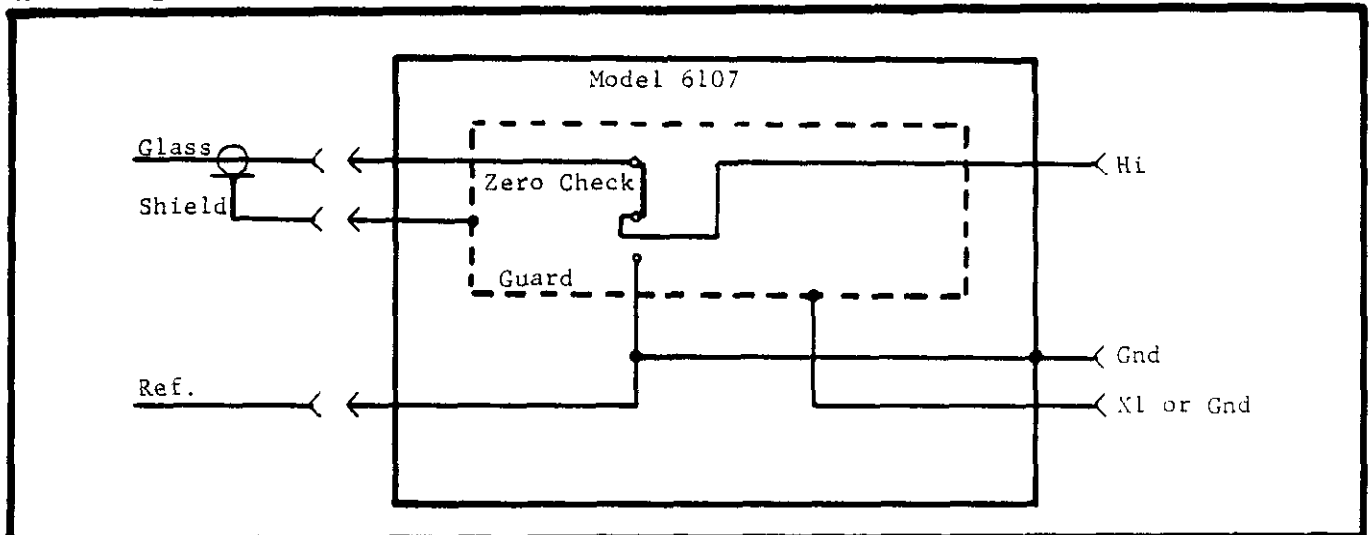 Model 6107
Glass
Zero Check
Hi
Shield
Guard
Gnd
Ref.
X1 or Gnd